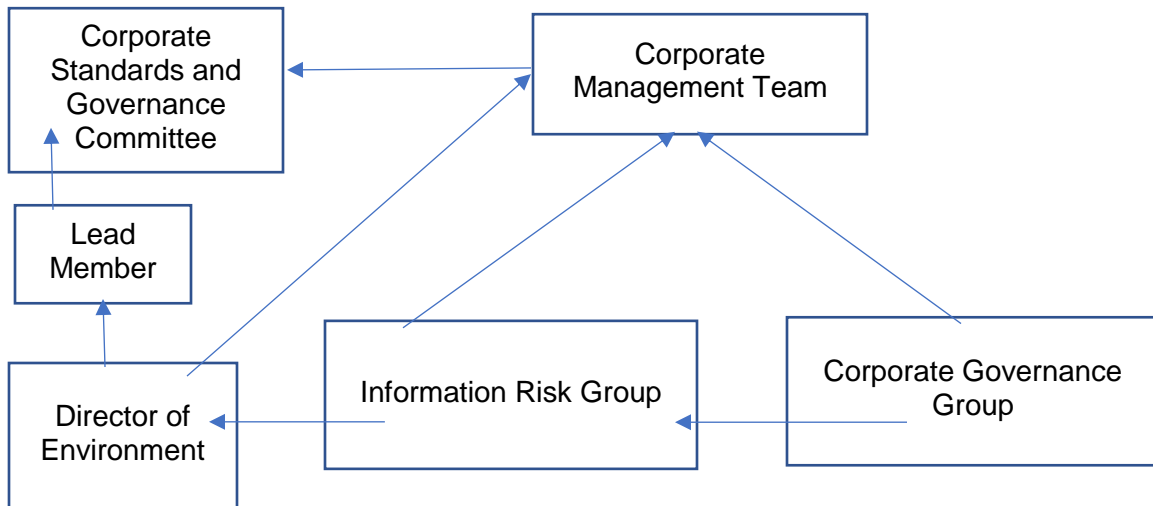 Corporate
Standards and
Governance
Committee
Corporate
Management Team
Lead
Member
Director of
Environment
Information Risk Group
Corporate Governance
Group